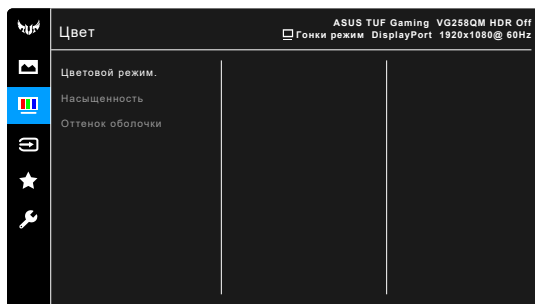 Цвет
ASUS TUF Gaming VG258QM HDR Off
Гонки режим DisplayPort 1920x1080@ 60Hz
Цветовой режим.
Насыщенность
Оттенок оболочки